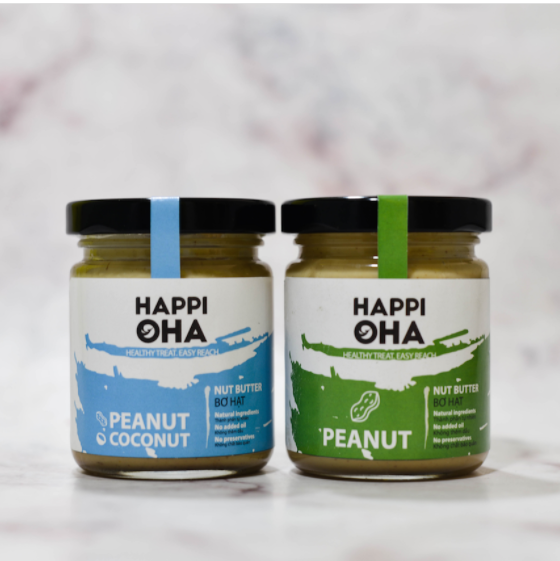 HAPPI
OHA
HEALTHY TREAT, EASY REACH
NUT BUTTER
BƠ HẠT
Natural ingredients
No added oil
No preservatives
PEANUT
COCONUT
HAPPI
OHA
HEALTHY TREAT, EASY REACH
NUT BUTTER
BƠ HẠT
Natural ingredients
No added oil
No preservatives
PEANUT